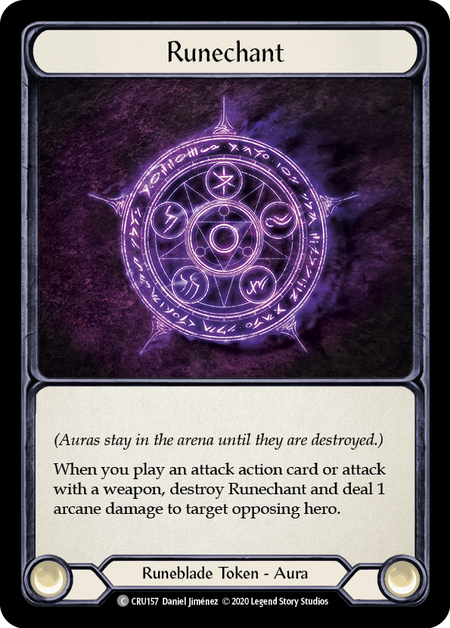 Runechant
(Auras stay in the arena until they are destroyed.)
When you play an attack action card or attack
with a weapon, destroy Runechant and deal 1
arcane damage to target opposing hero.
Runeblade Token - Aura
C CRU157 Daniel Jiménez © 2020 Legend Story Studios